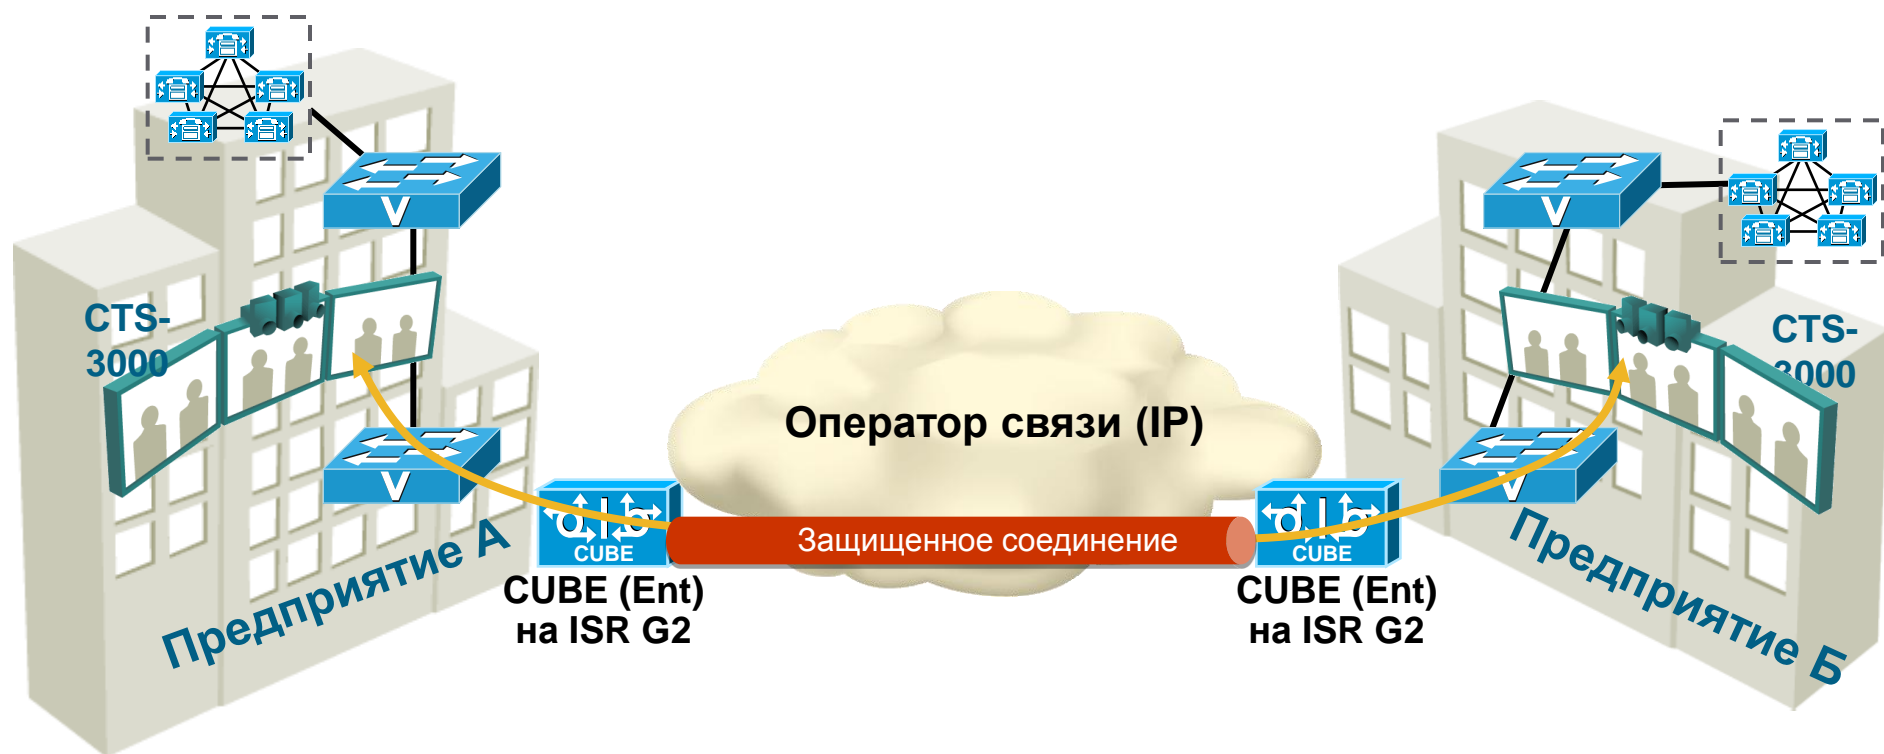 V
V
CTS-
3000
CTS-
3000
Оператор связи (IP)
V
V
CUBE
Защищенное соединение
CUBE
Предприятие А
CUBE (Ent)
на ISR G2
CUBE (Ent)
на ISR G2
Предприятие Б